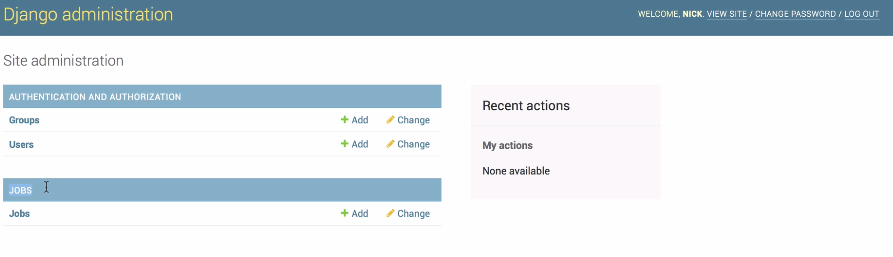 Django administration
WELCOME, NICK. VIEW SITE / CHANGE PASSWORD / LOG OUT
Site administration
AUTHENTICATION AND AUTHORIZATION
Groups Add Change
Users Add Change
JOBS
Jobs Add Change
Recent actions
My actions
None available